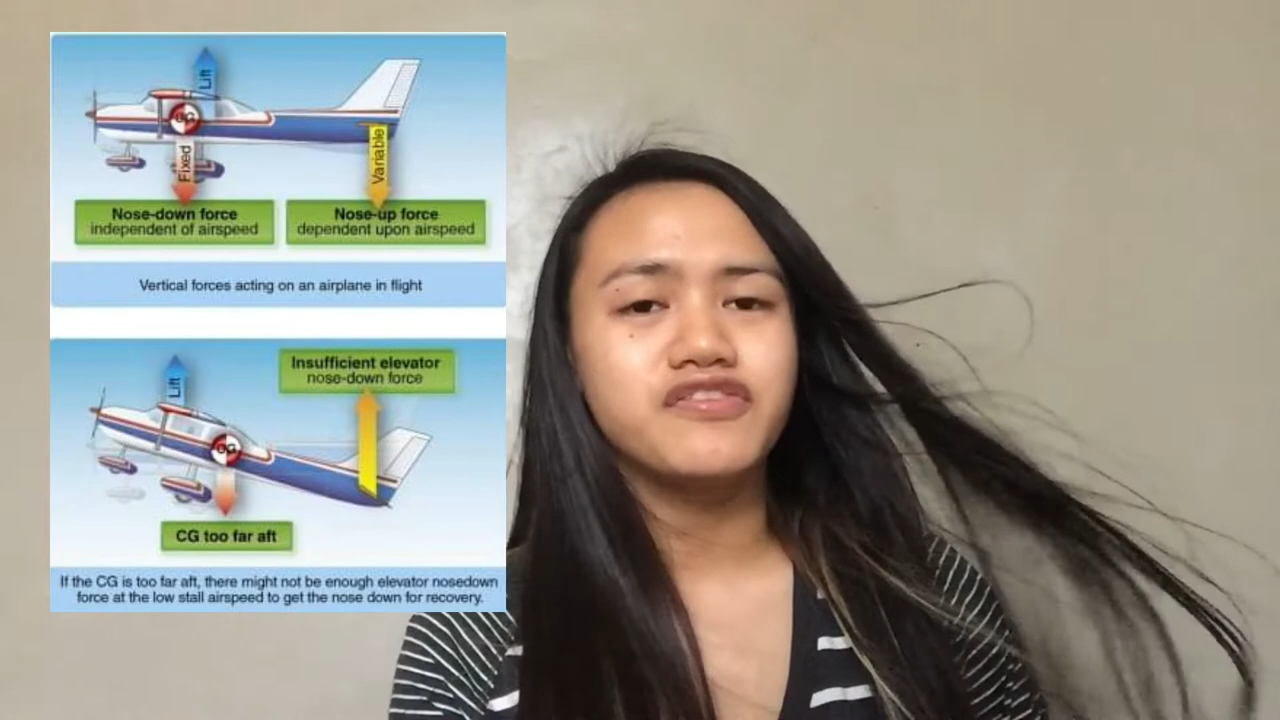 Lift
CG
Fixed
Variable
Nose-down force
independent of airspeed
Nose-up force
dependent upon airspeed
Vertical forces acting on an airplane in flight
Insufficient elevator
nose-down force
Lift
CG
CG too far aft
If the CG is too far aft, there might not be enough elevator nosedown
force at the low stall airspeed to get the nose down for recovery.